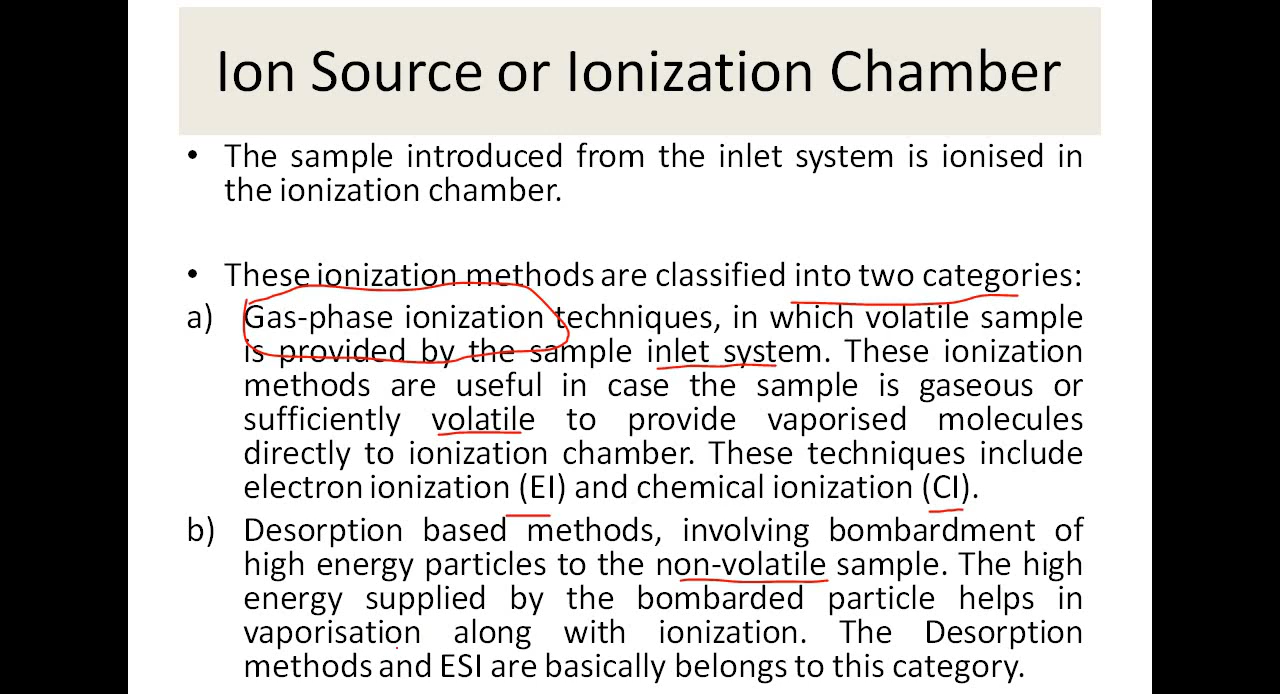 Ion Source or Ionization Chamber
• The sample introduced from the inlet system is ionised in
the ionization chamber.
• These ionization methods are classified into two categories:
a) Gas-phase ionization techniques, in which volatile sample
is provided by the sample inlet system. These ionization
methods are useful in case the sample is gaseous or
sufficiently volatile to provide vaporised molecules
directly to ionization chamber. These techniques include
electron ionization (EI) and chemical ionization (CI).
b) Desorption based methods, involving bombardment of
high energy particles to the non-volatile sample. The high
energy supplied by the bombarded particle helps in
vaporisation along with ionization. The Desorption
methods and ESI are basically belongs to this category.